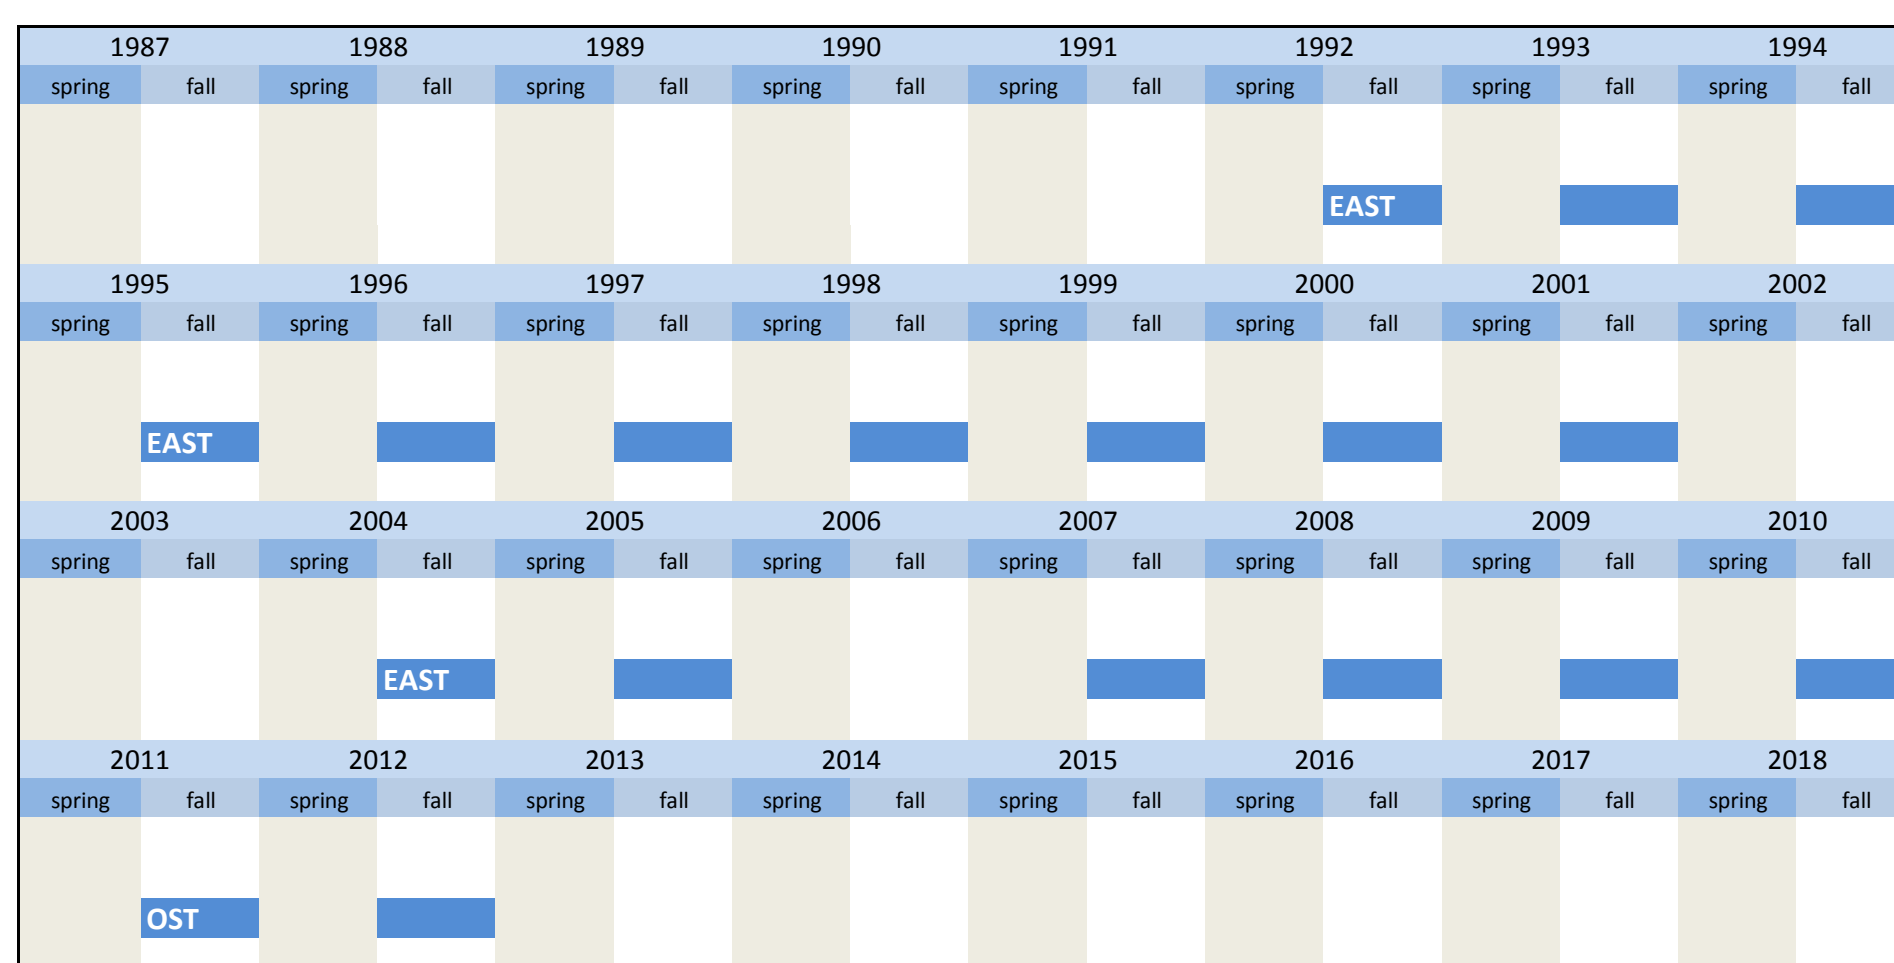 1987 1988 1989 1990 1991 1992 1993 1994
spring fall spring fall spring fall spring fall spring fall spring fall spring fall spring fall
EAST
1995 1996 1997 1998 1999 2000 2001 2002
spring fall spring fall spring fall spring fall spring fall spring fall spring fall spring fall
EAST
2003 2004 2005 2006 2007 2008 2009 2010
spring fall spring fall spring fall spring fall spring fall spring fall spring fall spring fall
EAST
2011 2012 2013 2014 2015 2016 2017 2018
spring fall spring fall spring fall spring fall spring fall spring fall spring fall spring fall
OST